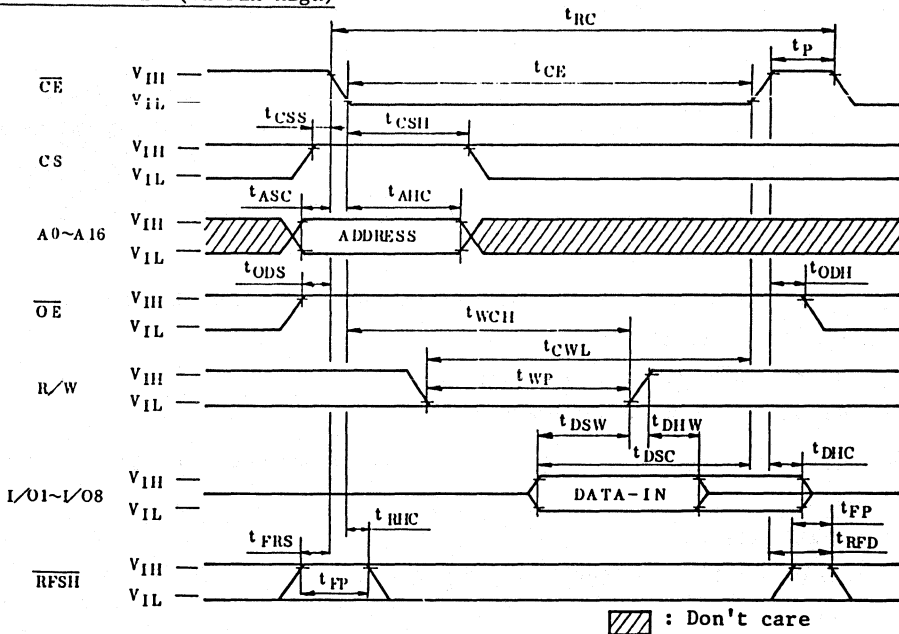 High)
tRC
tP
tCE
CE
VIH
VIL
tCSS
tCSH
CS
VIH
VIL
tASC
tAHC
A0~A16
VIH
VIL
ADDRESS
tODS
tODH
OE
VIH
VIL
tWCH
tCWL
R/W
VIH
VIL
tWP
tDSW
tDHW
tDSC
tDHC
I/O1~I/O8
VIH
VIL
DATA-IN
tFP
tRHC
tFRS
tRFD
RFSH
VIH
VIL
tFP
: Don't care